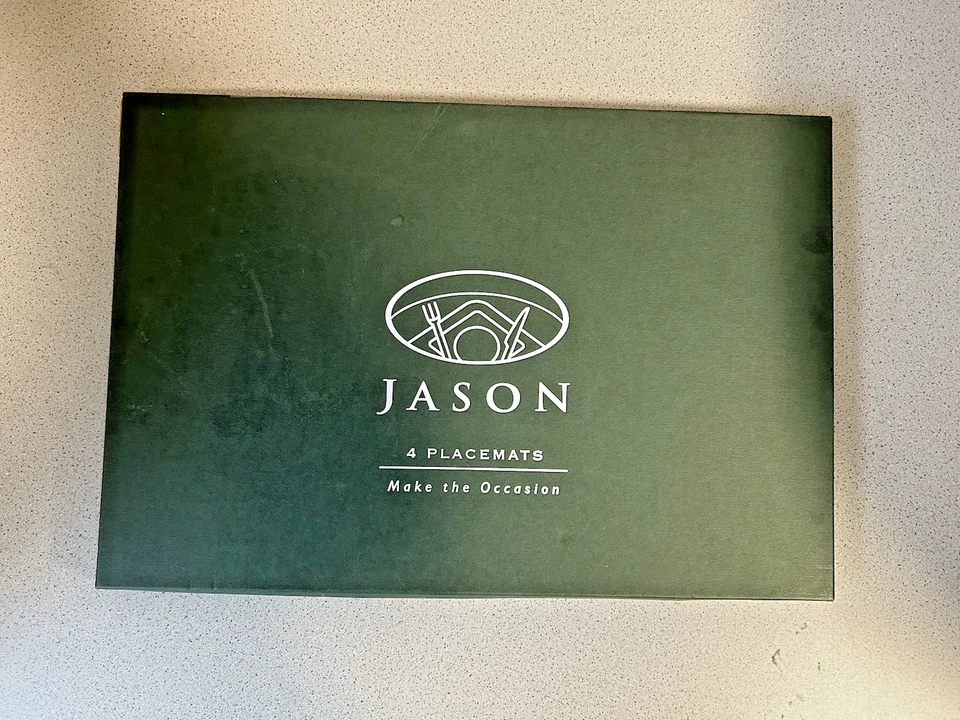 JASON
4 PLACEMATS
Make the Occasion